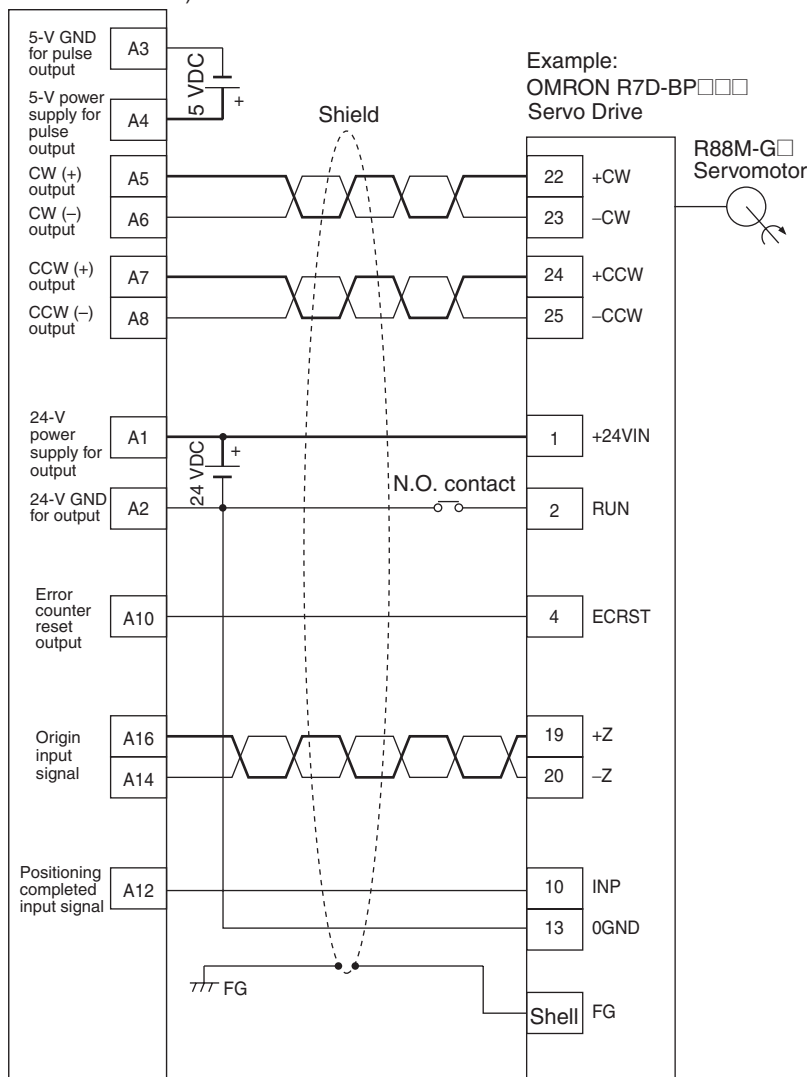 5-V GND
for pulse
output
A3
5 VDC
+
5-V power
supply for
pulse
output
A4
Example:
OMRON R7D-BP□□□
Servo Drive
Shield
R88M-G□
Servomotor
CW (+)
output
A5
22
+CW
CW (–)
output
A6
23
–CW
CCW (+)
output
A7
24
+CCW
CCW (–)
output
A8
25
–CCW
24-V
power
supply for
output
A1
+
24 VDC
1
+24VIN
24-V GND
for output
A2
N.O. contact
2
RUN
Error
counter
reset
output
A10
4
ECRST
Origin
input
signal
A16
19
+Z
A14
20
–Z
Positioning
completed
input signal
A12
10
INP
13
0GND
FG
Shell
FG